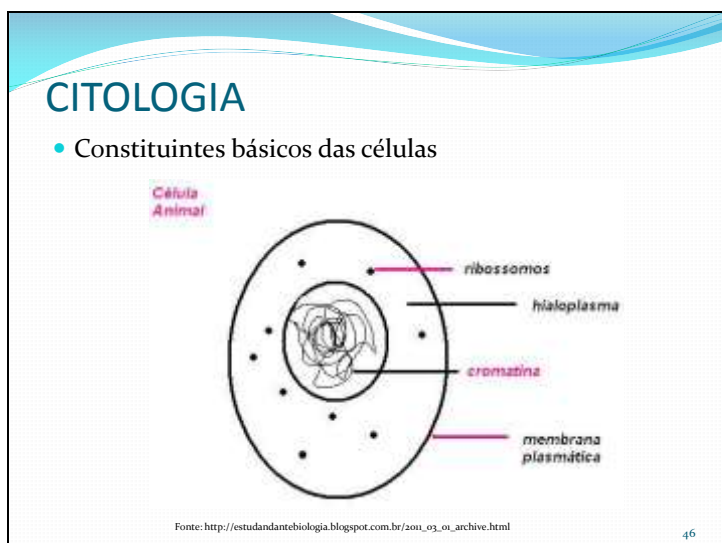 CITOLOGIA
• Constituintes básicos das células
Célula
Animal
ribossomos
hialoplasma
cromatina
membrana
plasmática
Fonte: http://estudandantebiologia.blogspot.com.br/2011_03_01_archive.html
46